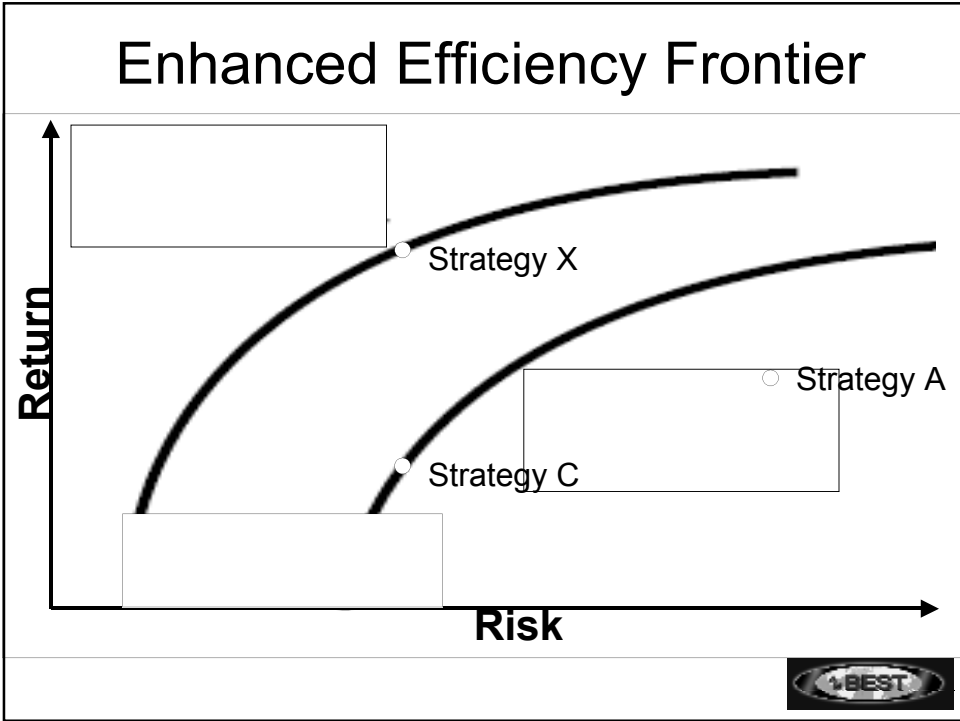 Enhanced Efficiency Frontier
Strategy X
Return
Strategy A
Strategy C
Risk
BEST